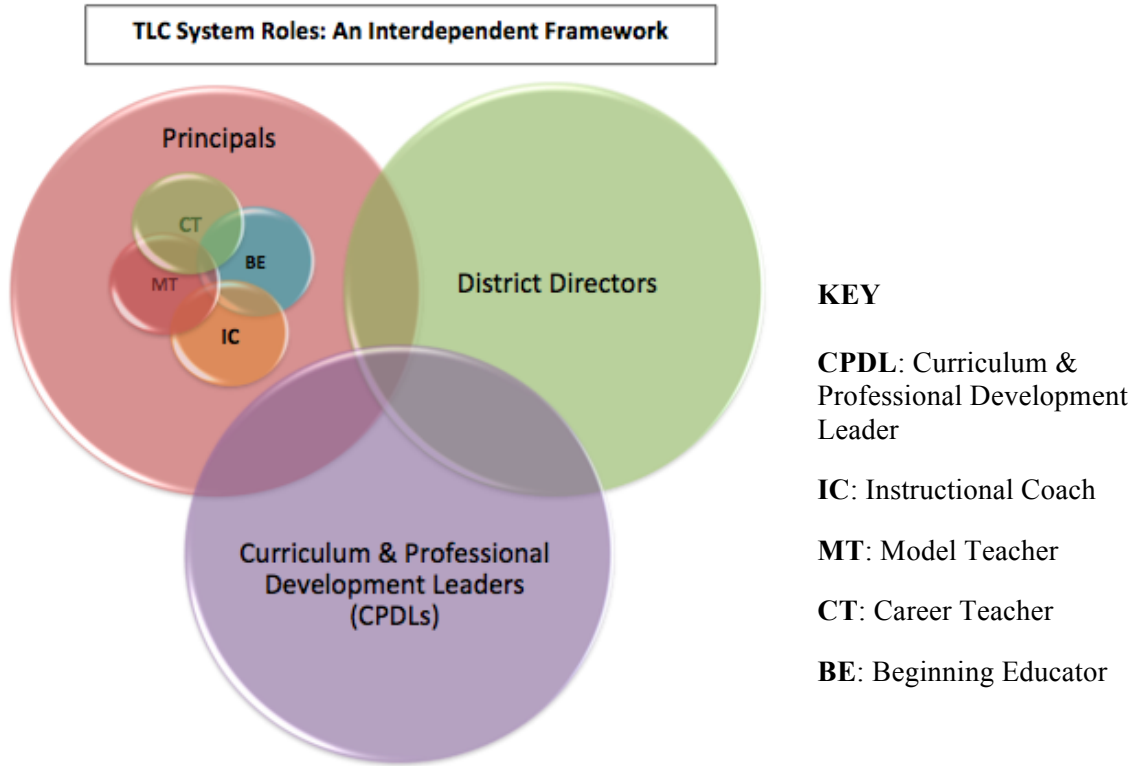 TLC System Roles: An Interdependent Framework
Principals
CT
BE
MT
IC
District Directors
Curriculum & Professional
Development Leaders
(CPDLs)
KEY
CPDL: Curriculum &
Professional Development
Leader
IC: Instructional Coach
MT: Model Teacher
CT: Career Teacher
BE: Beginning Educator